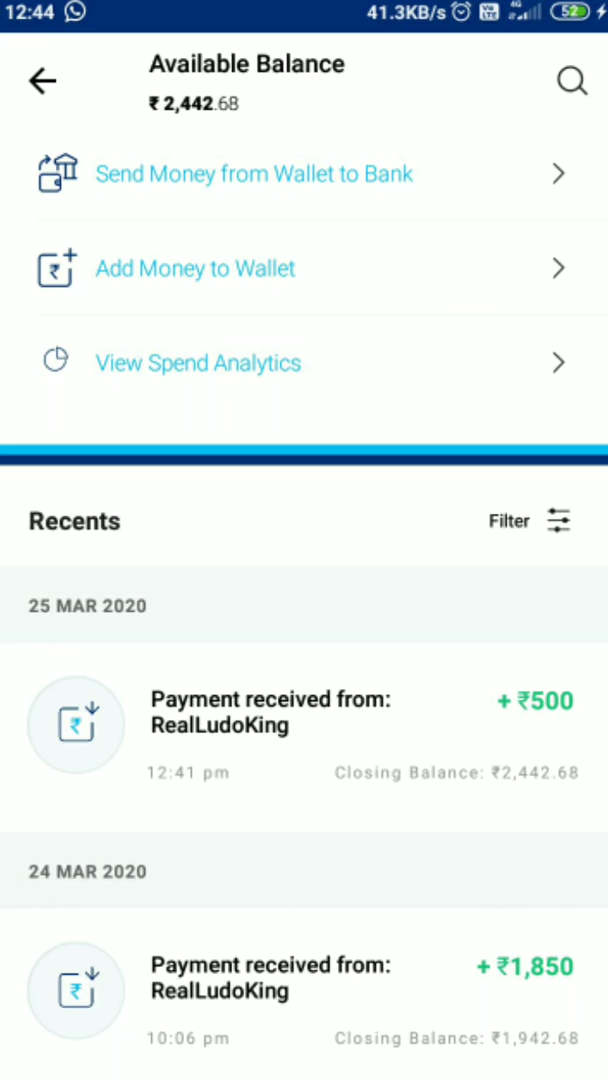 12:44 41.3KB/s Vo LTE 4G 52
Available Balance
₹ 2,442.68
Send Money from Wallet to Bank
₹ Add Money to Wallet
View Spend Analytics
Recents Filter
25 MAR 2020
₹ Payment received from: + ₹500
RealLudoKing
12:41 pm Closing Balance: ₹2,442.68
24 MAR 2020
₹ Payment received from: + ₹1,850
RealLudoKing
10:06 pm Closing Balance: ₹1,942.68